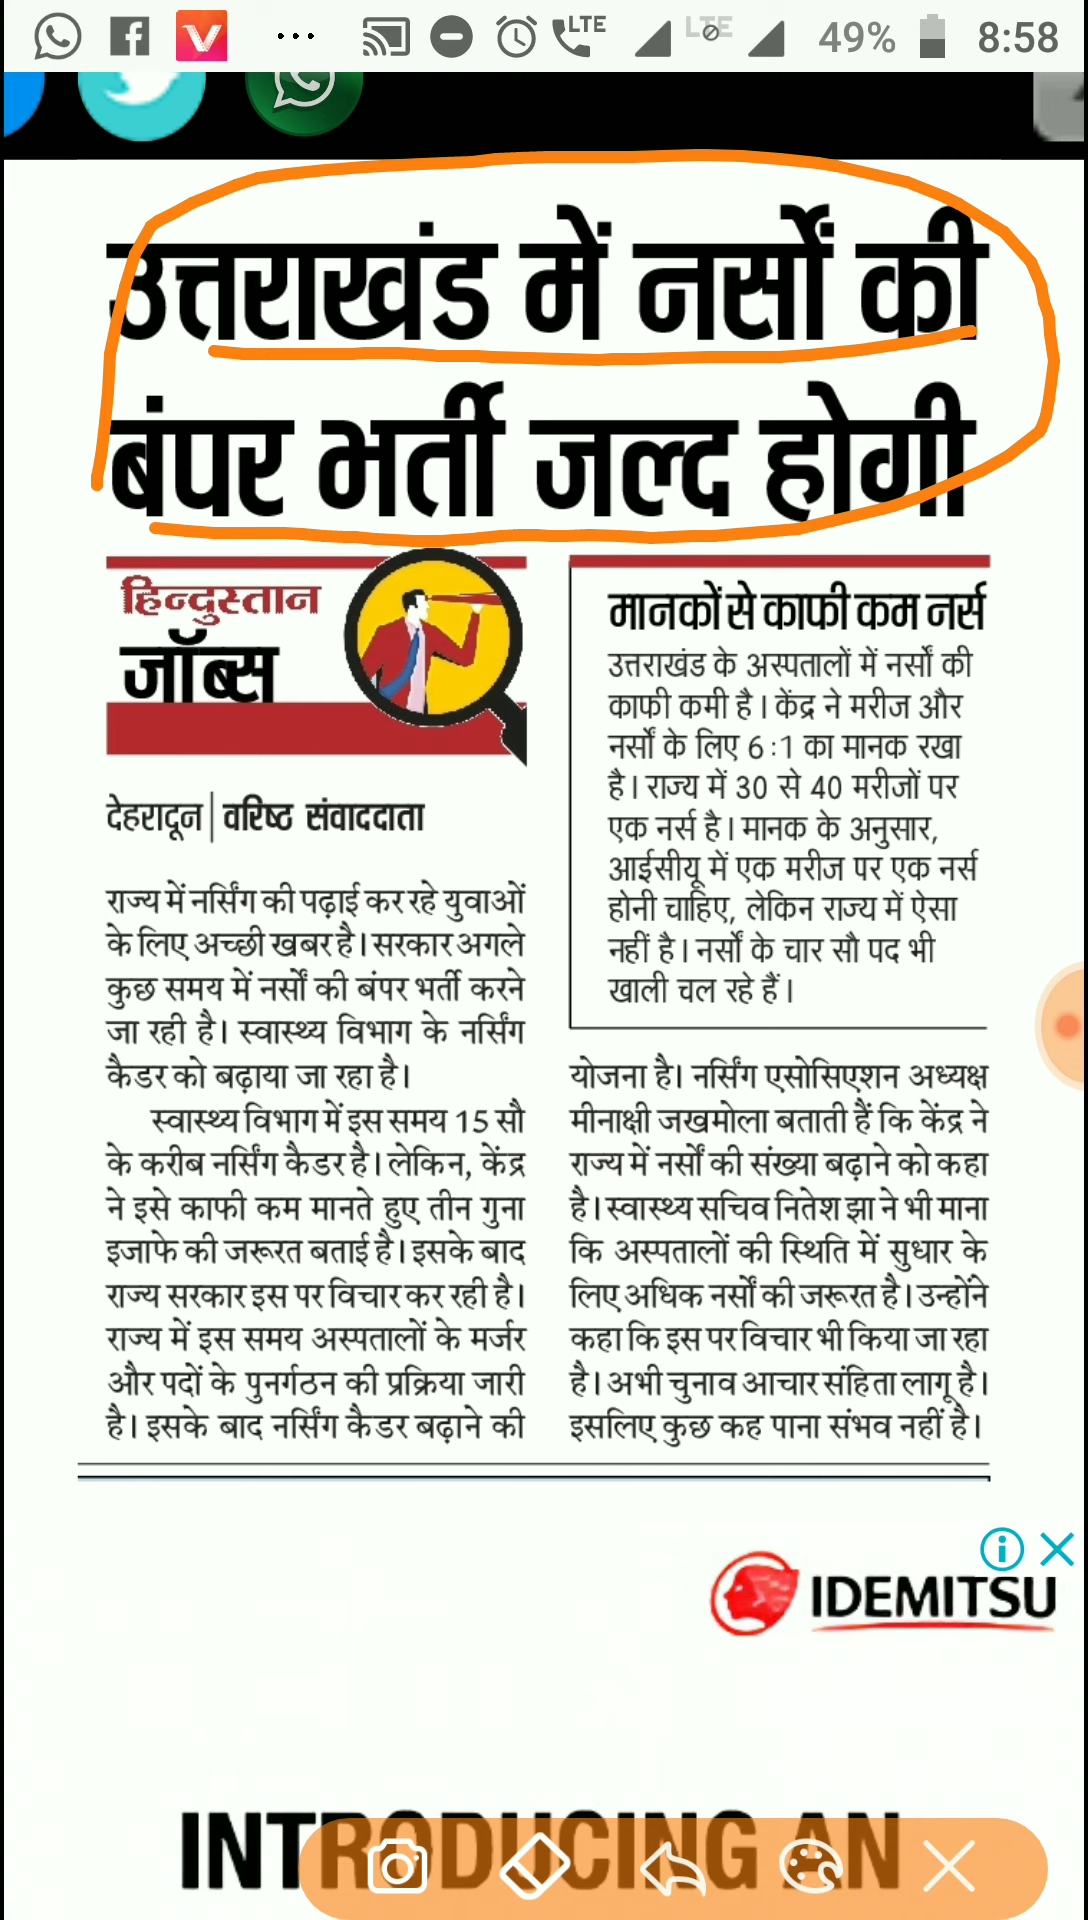 LTE
LTE
49%
8:58
उत्तराखंड में नर्सों की
बंपर भर्ती जल्द होगी
हिन्दुस्तान
जॉब्स
देहरादून | वरिष्ठ संवाददाता
राज्य में नर्सिंग की पढ़ाई कर रहे युवाओं
के लिए अच्छी खबर है। सरकार अगले
कुछ समय में नर्सों की बंपर भर्ती करने
जा रही है। स्वास्थ्य विभाग के नर्सिंग
कैडर को बढ़ाया जा रहा है।
स्वास्थ्य विभाग में इस समय 15 सौ
के करीब नर्सिंग कैडर है। लेकिन, केंद्र
ने इसे काफी कम मानते हुए तीन गुना
इजाफे की जरूरत बताई है। इसके बाद
राज्य सरकार इस पर विचार कर रही है।
राज्य में इस समय अस्पतालों के मर्जर
और पदों के पुनर्गठन की प्रक्रिया जारी
है। इसके बाद नर्सिंग कैडर बढ़ाने की
मानकों से काफी कम नर्स
उत्तराखंड के अस्पतालों में नर्सों की
काफी कमी है। केंद्र ने मरीज और
नर्सों के लिए 6:1 का मानक रखा
है। राज्य में 30 से 40 मरीजों पर
एक नर्स है। मानक के अनुसार,
आईसीयू में एक मरीज पर एक नर्स
होनी चाहिए, लेकिन राज्य में ऐसा
नहीं है। नर्सों के चार सौ पद भी
खाली चल रहे हैं।
योजना है। नर्सिंग एसोसिएशन अध्यक्ष
मीनाक्षी जखमोला बताती हैं कि केंद्र ने
राज्य में नर्सों की संख्या बढ़ाने को कहा
है। स्वास्थ्य सचिव नितेश झा ने भी माना
कि अस्पतालों की स्थिति में सुधार के
लिए अधिक नर्सों की जरूरत है। उन्होंने
कहा कि इस पर विचार भी किया जा रहा
है। अभी चुनाव आचार संहिता लागू है।
इसलिए कुछ कह पाना संभव नहीं है।
IDEMITSU
INTRODUCING AN